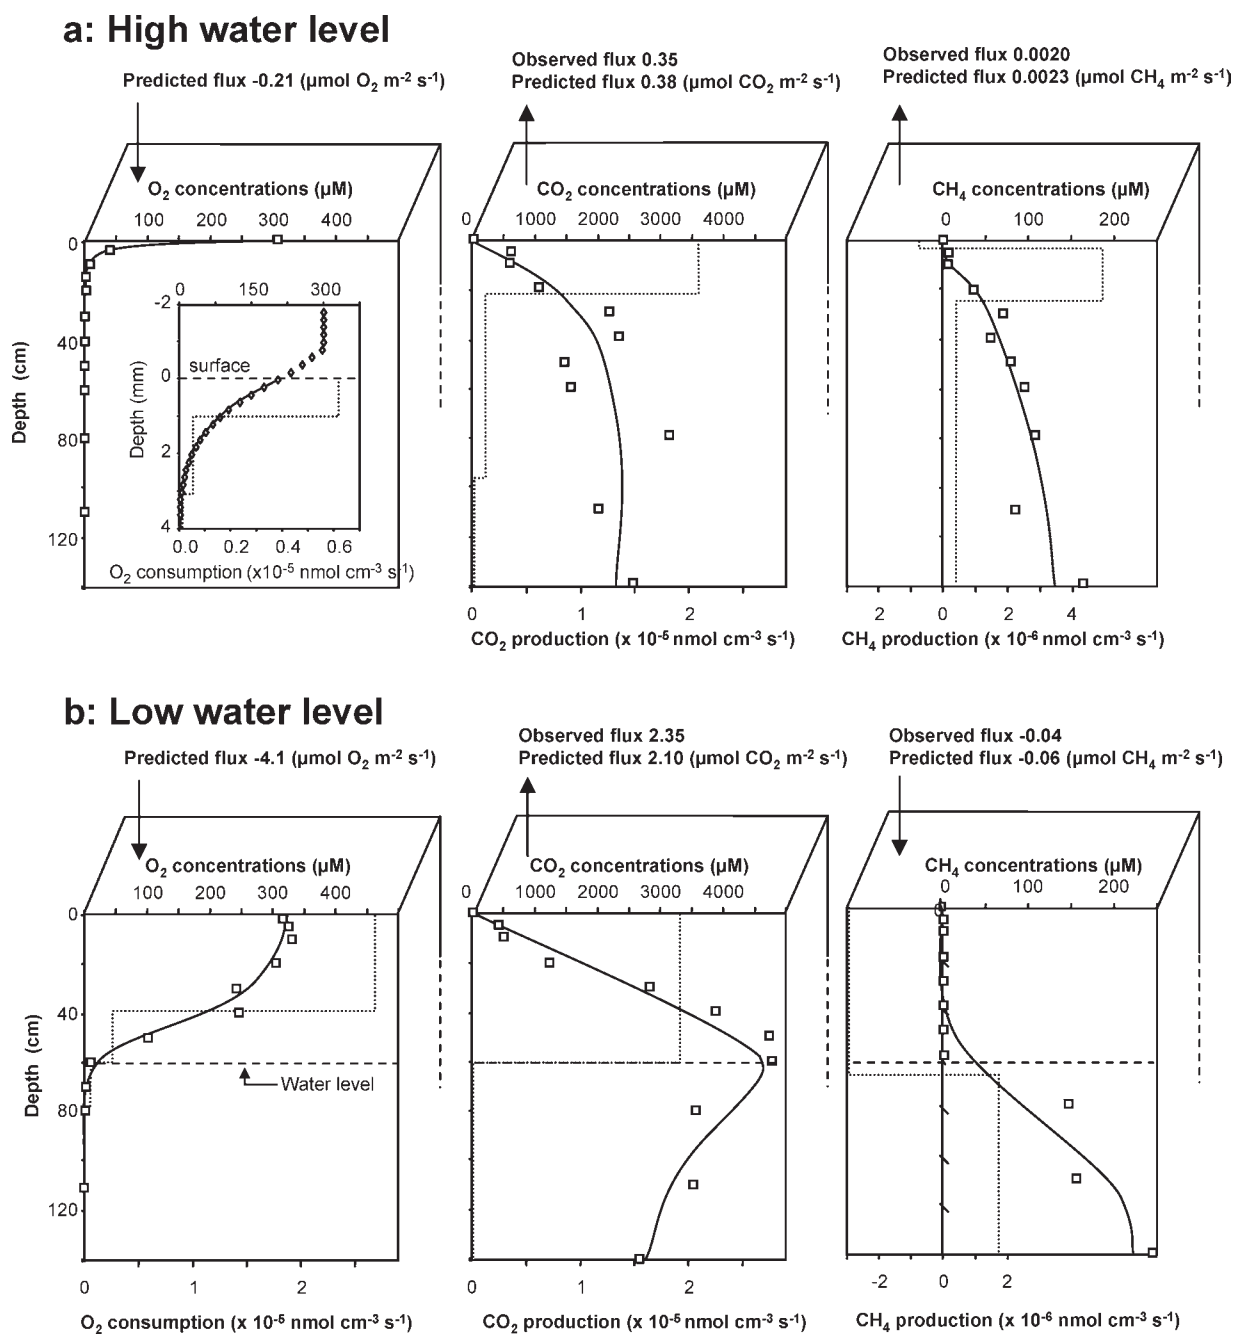 a: High water level
Predicted flux -0.21 (µmol O₂ m⁻² s⁻¹)
Observed flux 0.35
Predicted flux 0.38 (µmol CO₂ m⁻² s⁻¹)
Observed flux 0.0020
Predicted flux 0.0023 (µmol CH₄ m⁻² s⁻¹)
O₂ concentrations (µM)
100 200 300 400
CO₂ concentrations (µM)
0 1000 2000 3000 4000
CH₄ concentrations (µM)
0 100 200
Depth (cm)
0
40
80
120
0 150 300
-2
0
2
4
surface
Depth (mm)
0.0 0.2 0.4 0.6
O₂ consumption (x10⁻⁵ nmol cm⁻³ s⁻¹)
0 1 2
CO₂ production (x 10⁻⁵ nmol cm⁻³ s⁻¹)
2 0 2 4
CH₄ production (x 10⁻⁶ nmol cm⁻³ s⁻¹)
b: Low water level
Predicted flux -4.1 (µmol O₂ m⁻² s⁻¹)
Observed flux 2.35
Predicted flux 2.10 (µmol CO₂ m⁻² s⁻¹)
Observed flux -0.04
Predicted flux -0.06 (µmol CH₄ m⁻² s⁻¹)
O₂ concentrations (µM)
100 200 300 400
CO₂ concentrations (µM)
0 1000 2000 3000 4000
CH₄ concentrations (µM)
0 100 200
Depth (cm)
0
40
80
120
Water level
0 1 2
O₂ consumption (x 10⁻⁵ nmol cm⁻³ s⁻¹)
0 1 2
CO₂ production (x 10⁻⁵ nmol cm⁻³ s⁻¹)
-2 0 2
CH₄ production (x 10⁻⁶ nmol cm⁻³ s⁻¹)